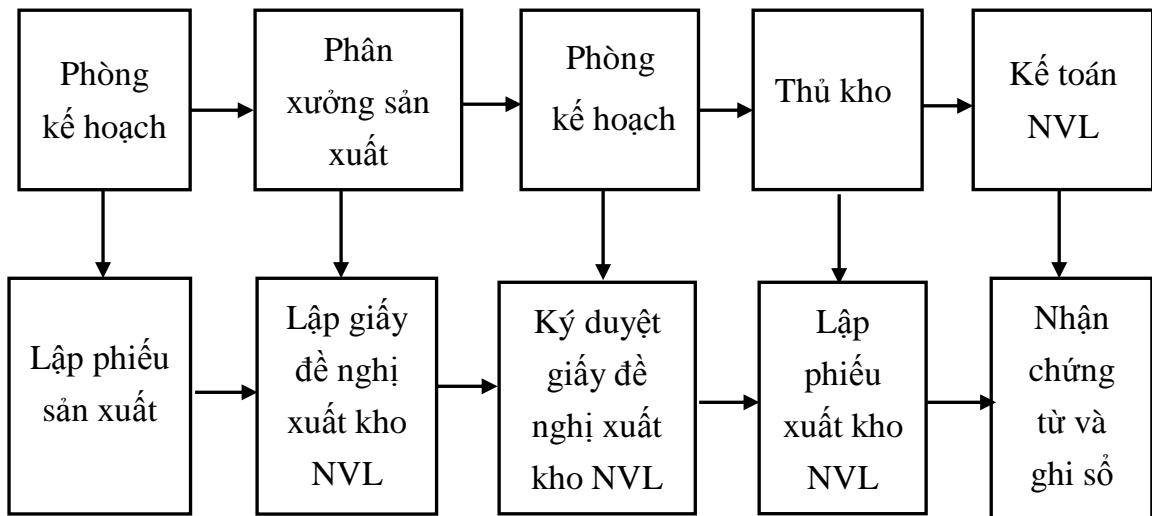 Phòng
kế hoạch
Phân
xưởng sản
xuất
Phòng
kế hoạch
Thủ kho
Kế toán
NVL
Lập phiếu
sản xuất
Lập giấy
đề nghị
xuất kho
NVL
Ký duyệt
giấy đề
nghị xuất
kho NVL
Lập
phiếu
xuất kho
NVL
Nhận
chứng
từ và
ghi sổ